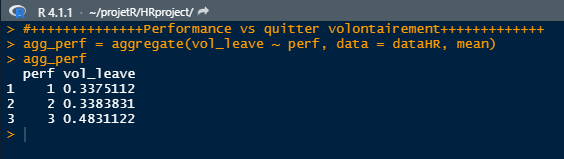 R 4.1.1 · ~/projetR/HRproject/
> #++++++++++++++Performance vs quitter volontairement+++++++++++++
> agg_perf = aggregate(vol_leave ~ perf, data = dataHR, mean)
> agg_perf
  perf vol_leave
1    1 0.3375112
2    2 0.3383831
3    3 0.4831122
>